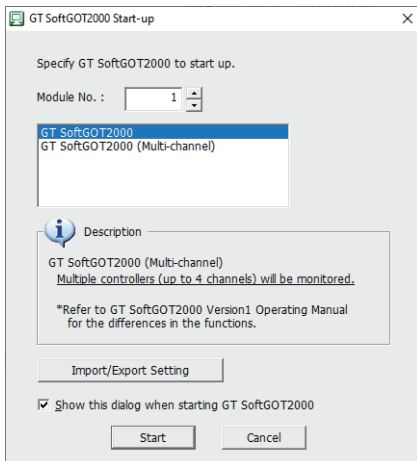 GT SoftGOT2000 Start-up
Specify GT SoftGOT2000 to start up.
Module No. : 1
GT SoftGOT2000
GT SoftGOT2000 (Multi-channel)
Description
GT SoftGOT2000 (Multi-channel)
Multiple controllers (up to 4 channels) will be monitored.
*Refer to GT SoftGOT2000 Version1 Operating Manual
for the differences in the functions.
Import/Export Setting
Show this dialog when starting GT SoftGOT2000
Start Cancel